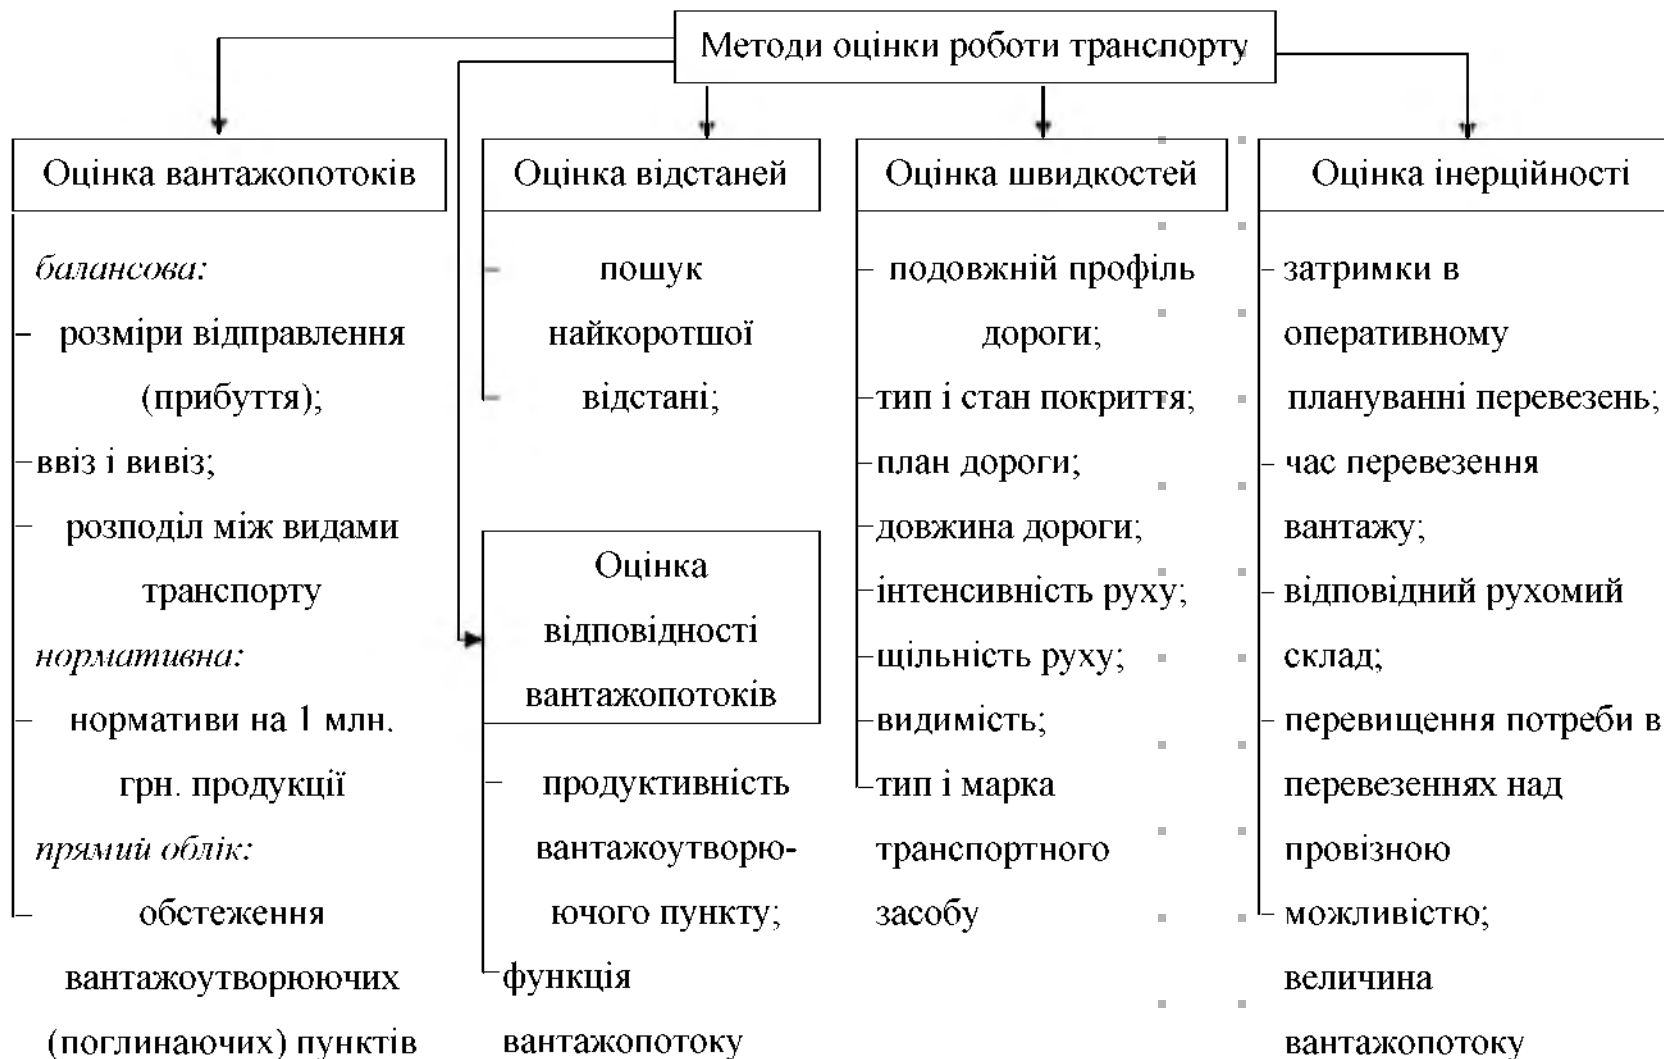 Методи оцінки роботи транспорту
Оцінка вантажопотоків
балансова:
розміри відправлення
(прибуття);
ввіз і вивіз;
розподіл між видами
транспорту
нормативна:
нормативи на 1 млн.
грн. продукції
прямий облік:
обстеження
вантажоутворюючих
(поглинаючих) пунктів
Оцінка відстаней
пошук
найкоротшої
відстані;
Оцінка
відповідності
вантажопотоків
продуктивність
вантажоутворю-
ючого пункту;
функція
вантажопотоку
Оцінка швидкостей
подовжній профіль
дороги;
тип і стан покриття;
план дороги;
довжина дороги;
інтенсивність руху;
щільність руху;
видимість;
тип і марка
транспортного
засобу
Оцінка інерційності
затримки в
оперативному
плануванні перевезень;
час перевезення
вантажу;
відповідний рухомий
склад;
перевищення потреби в
перевезеннях над
провізною
можливістю;
величина
вантажопотоку